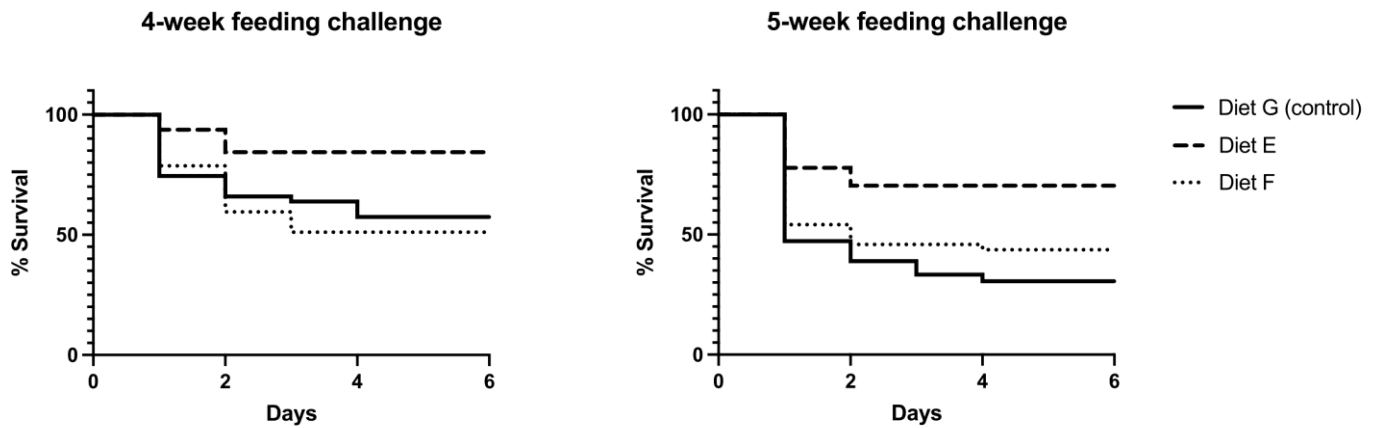 4-week feeding challenge
100
50
0
% Survival
0 2 4 6
Days
5-week feeding challenge
100
50
0
% Survival
0 2 4 6
Days
Diet G (control)
Diet E
Diet F